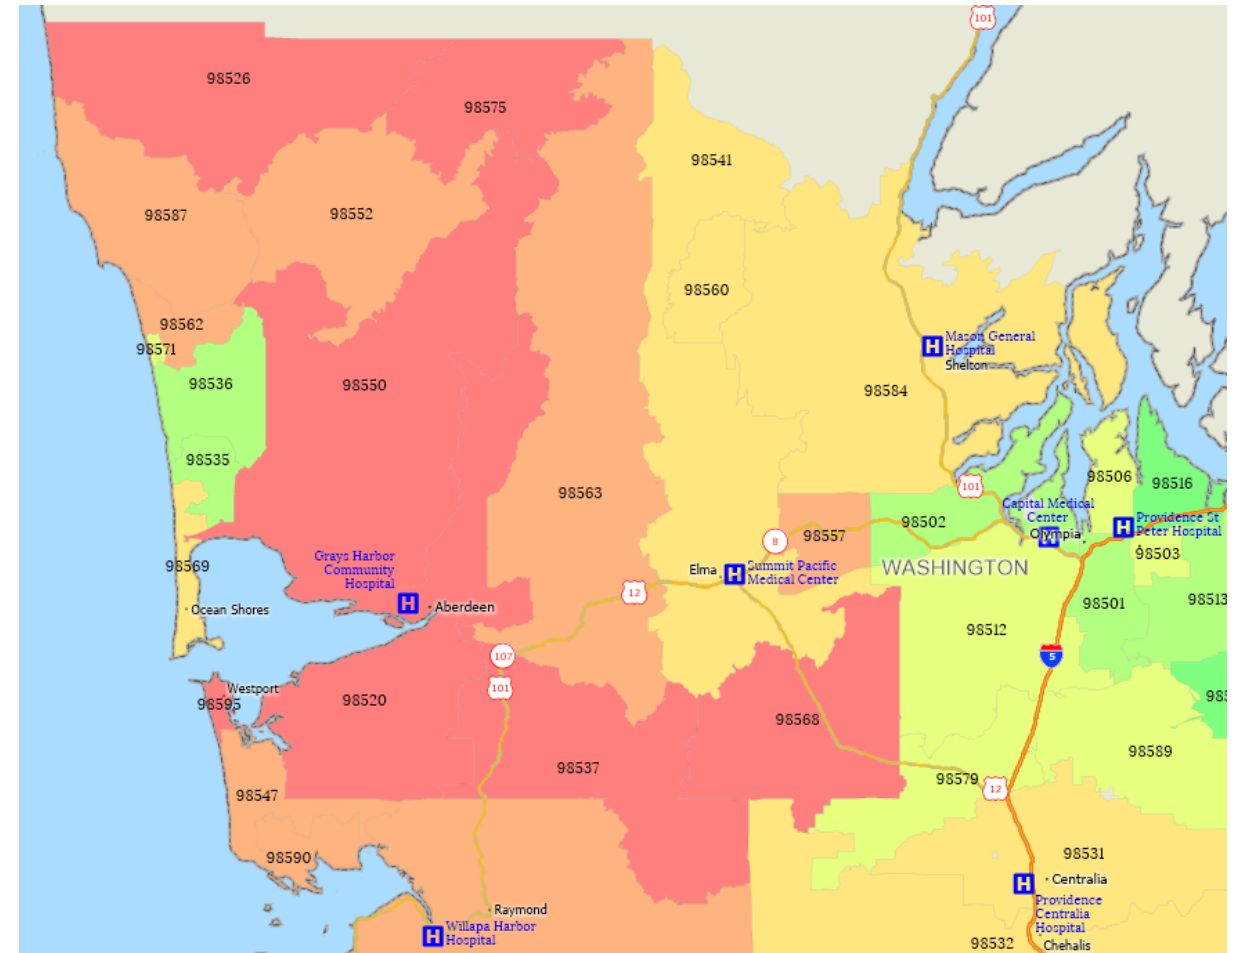 101
98526
98575
98541
98587
98552
98560
98562
98571
Mason General
Hospital
Shelton
98536
98550
98584
98535
98506
98516
101
98563
Capital Medical
Center
Olympia
98502
Providence St
Peter Hospital
98557
8
98503
Grays Harbor
Community
Hospital
98569
Elma
Summit Pacific
Medical Center
WASHINGTON
12
98501
98513
Ocean Shores
Aberdeen
98512
107
5
101
Westport
98595
98520
98568
98537
98589
98579
12
98547
98531
98590
Centralia
Raymond
Providence
Centralia
Hospital
Willapa Harbor
Hospital
98532
Chehalis